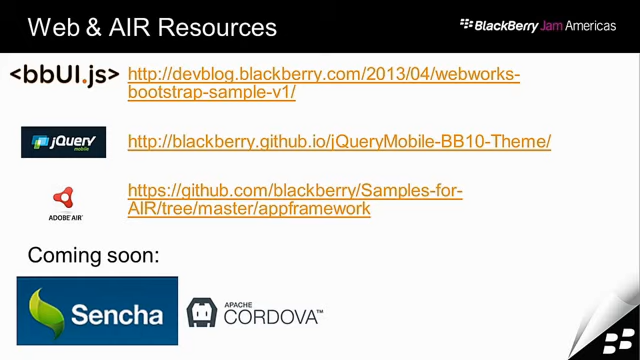 Web & AIR Resources
BlackBerry Jam Americas
<bbUI.js>
http://devblog.blackberry.com/2013/04/webworks-
bootstrap-sample-v1/
jQuery
mobile
http://blackberry.github.io/jQueryMobile-BB10-Theme/
https://github.com/blackberry/Samples-for-
AIR/tree/master/appframework
ADOBE® AIR®
Coming soon:
Sencha
APACHE
CORDOVA™